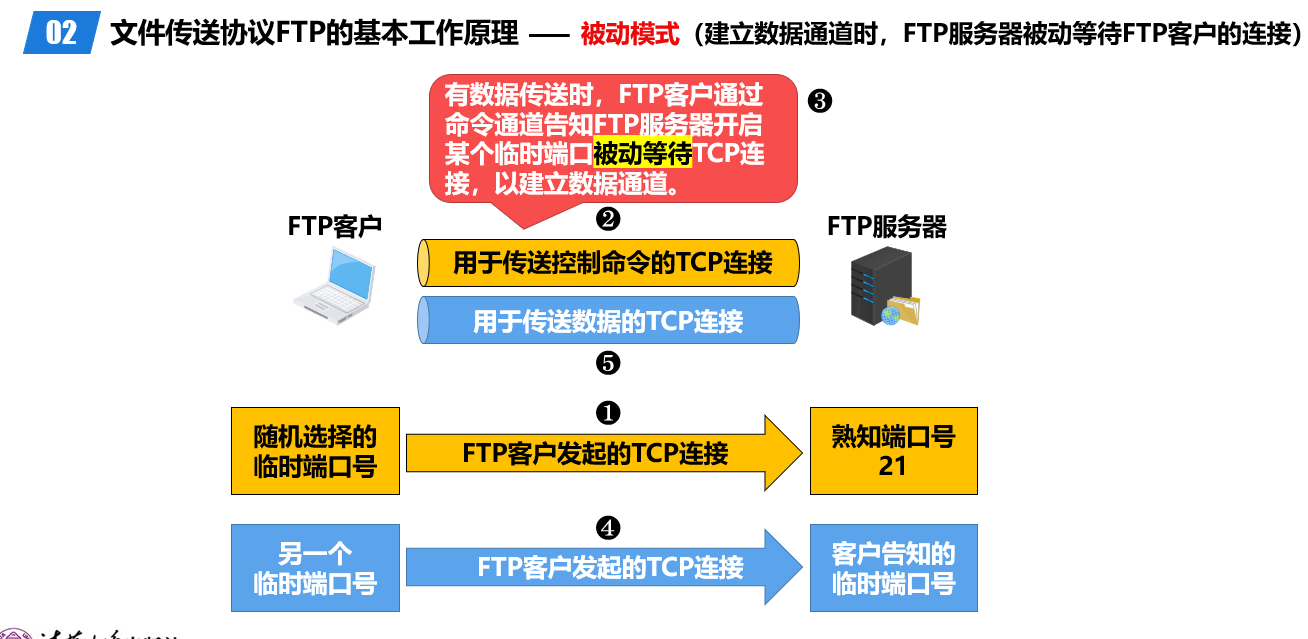 02 文件传送协议FTP的基本工作原理 —— 被动模式（建立数据通道时，FTP服务器被动等待FTP客户的连接）
有数据传送时，FTP客户通过
命令通道告知FTP服务器开启
某个临时端口被动等待TCP连
接，以建立数据通道。
❸
❷
FTP客户
FTP服务器
用于传送控制命令的TCP连接
用于传送数据的TCP连接
❺
❶
随机选择的
临时端口号
FTP客户发起的TCP连接
熟知端口号
21
❹
另一个
临时端口号
FTP客户发起的TCP连接
客户告知的
临时端口号